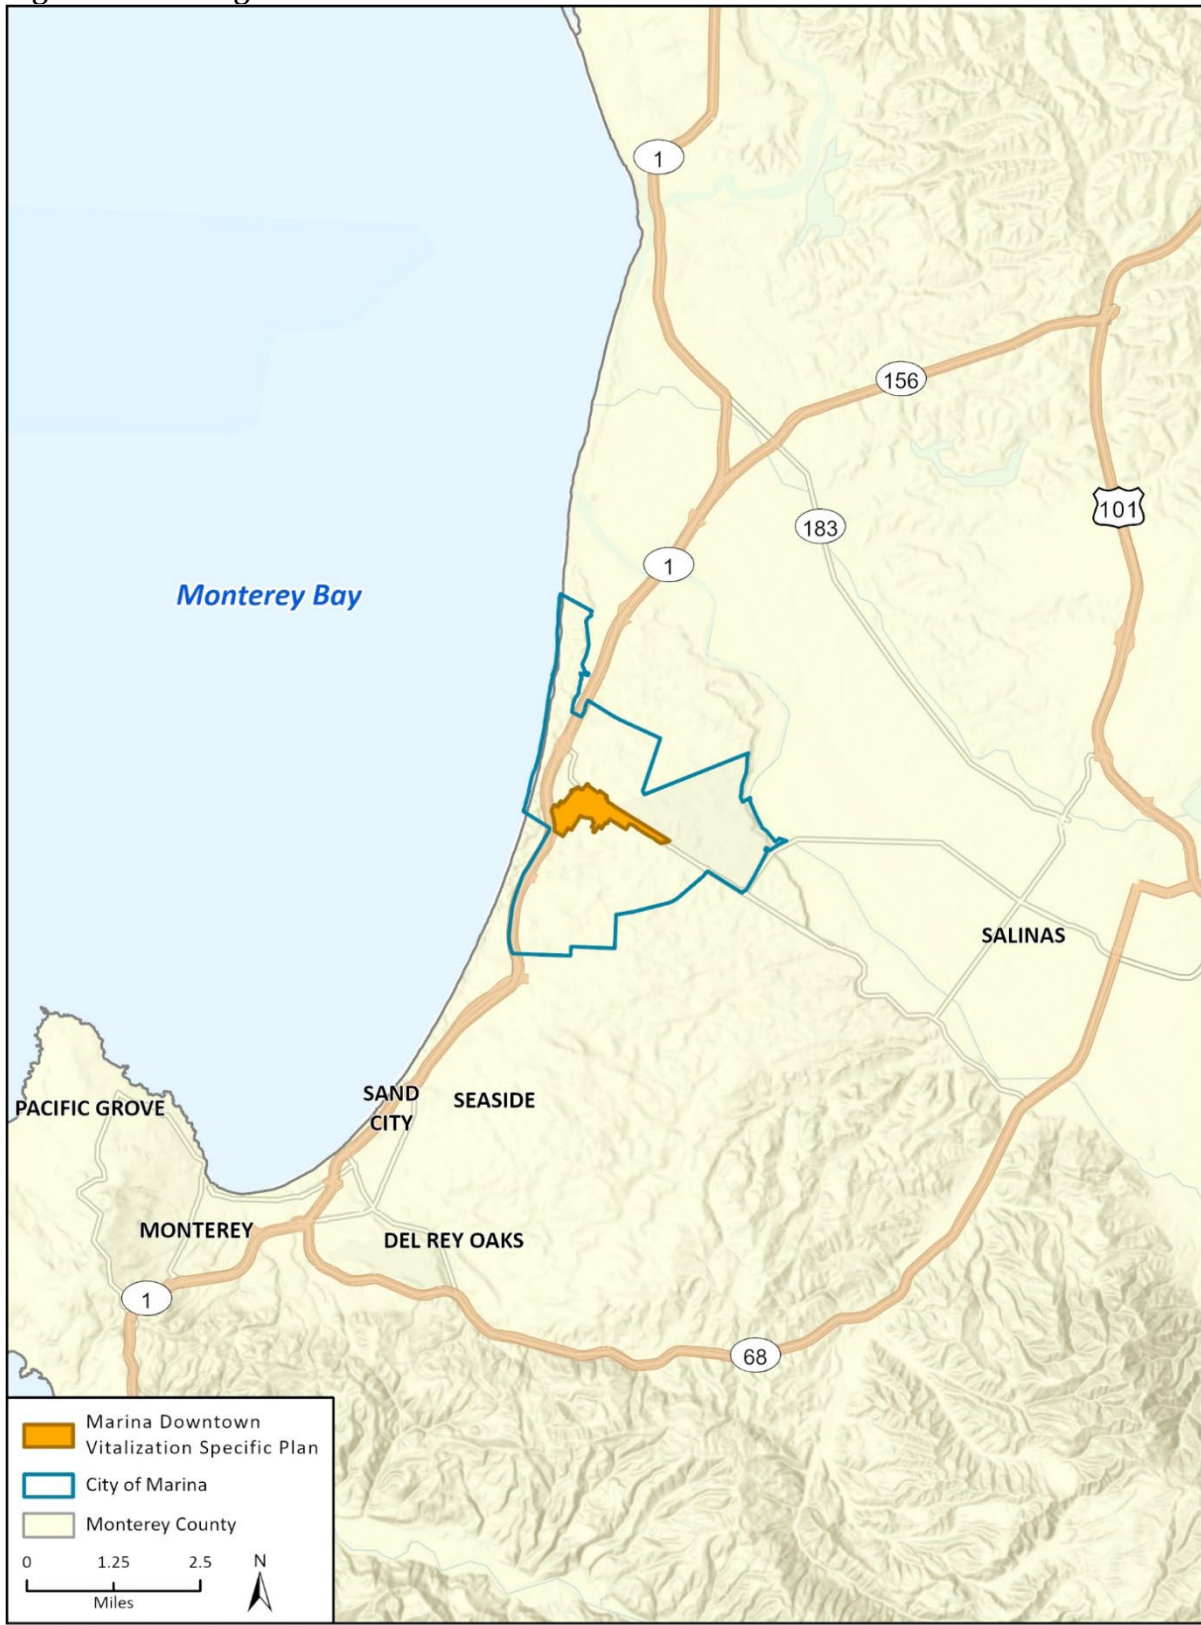 1
156
101
183
1
Monterey Bay
SALINAS
SAND
CITY
SEASIDE
PACIFIC GROVE
MONTEREY
DEL REY OAKS
1
68
Marina Downtown
Vitalization Specific Plan
City of Marina
Monterey County
0 1.25 2.5 N
Miles